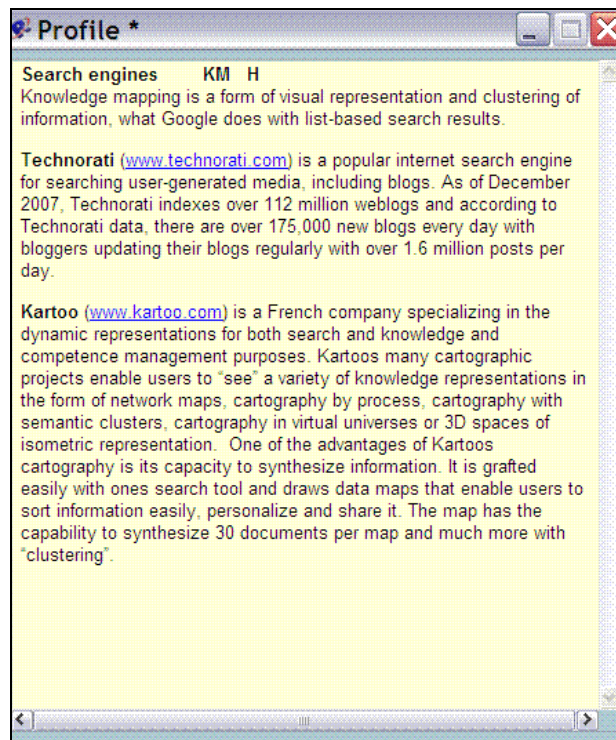 Profile *
Search engines KM H
Knowledge mapping is a form of visual representation and clustering of
information, what Google does with list-based search results.
Technorati (www.technorati.com) is a popular internet search engine
for searching user-generated media, including blogs. As of December
2007, Technorati indexes over 112 million weblogs and according to
Technorati data, there are over 175,000 new blogs every day with
bloggers updating their blogs regularly with over 1.6 million posts per
day.
Kartoo (www.kartoo.com) is a French company specializing in the
dynamic representations for both search and knowledge and
competence management purposes. Kartoos many cartographic
projects enable users to “see” a variety of knowledge representations in
the form of network maps, cartography by process, cartography with
semantic clusters, cartography in virtual universes or 3D spaces of
isometric representation. One of the advantages of Kartoos
cartography is its capacity to synthesize information. It is grafted
easily with ones search tool and draws data maps that enable users to
sort information easily, personalize and share it. The map has the
capability to synthesize 30 documents per map and much more with
“clustering”.